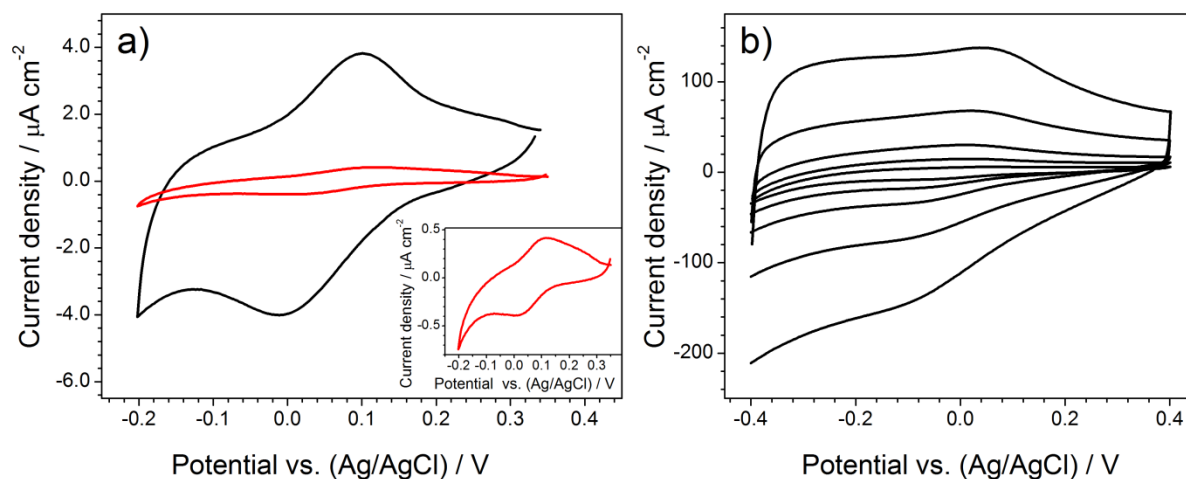 a)
Current density / μA cm⁻²
4.0
2.0
0.0
-2.0
-4.0
-6.0
-0.2 -0.1 0.0 0.1 0.2 0.3 0.4
Potential vs. (Ag/AgCl) / V
Current density / μA cm⁻²
0.5
0.0
-0.5
-0.2 -0.1 0.0 0.1 0.2 0.3
Potential vs. (Ag/AgCl) / V
b)
Current density / μA cm⁻²
100
0
-100
-200
-0.4 -0.2 0.0 0.2 0.4
Potential vs. (Ag/AgCl) / V